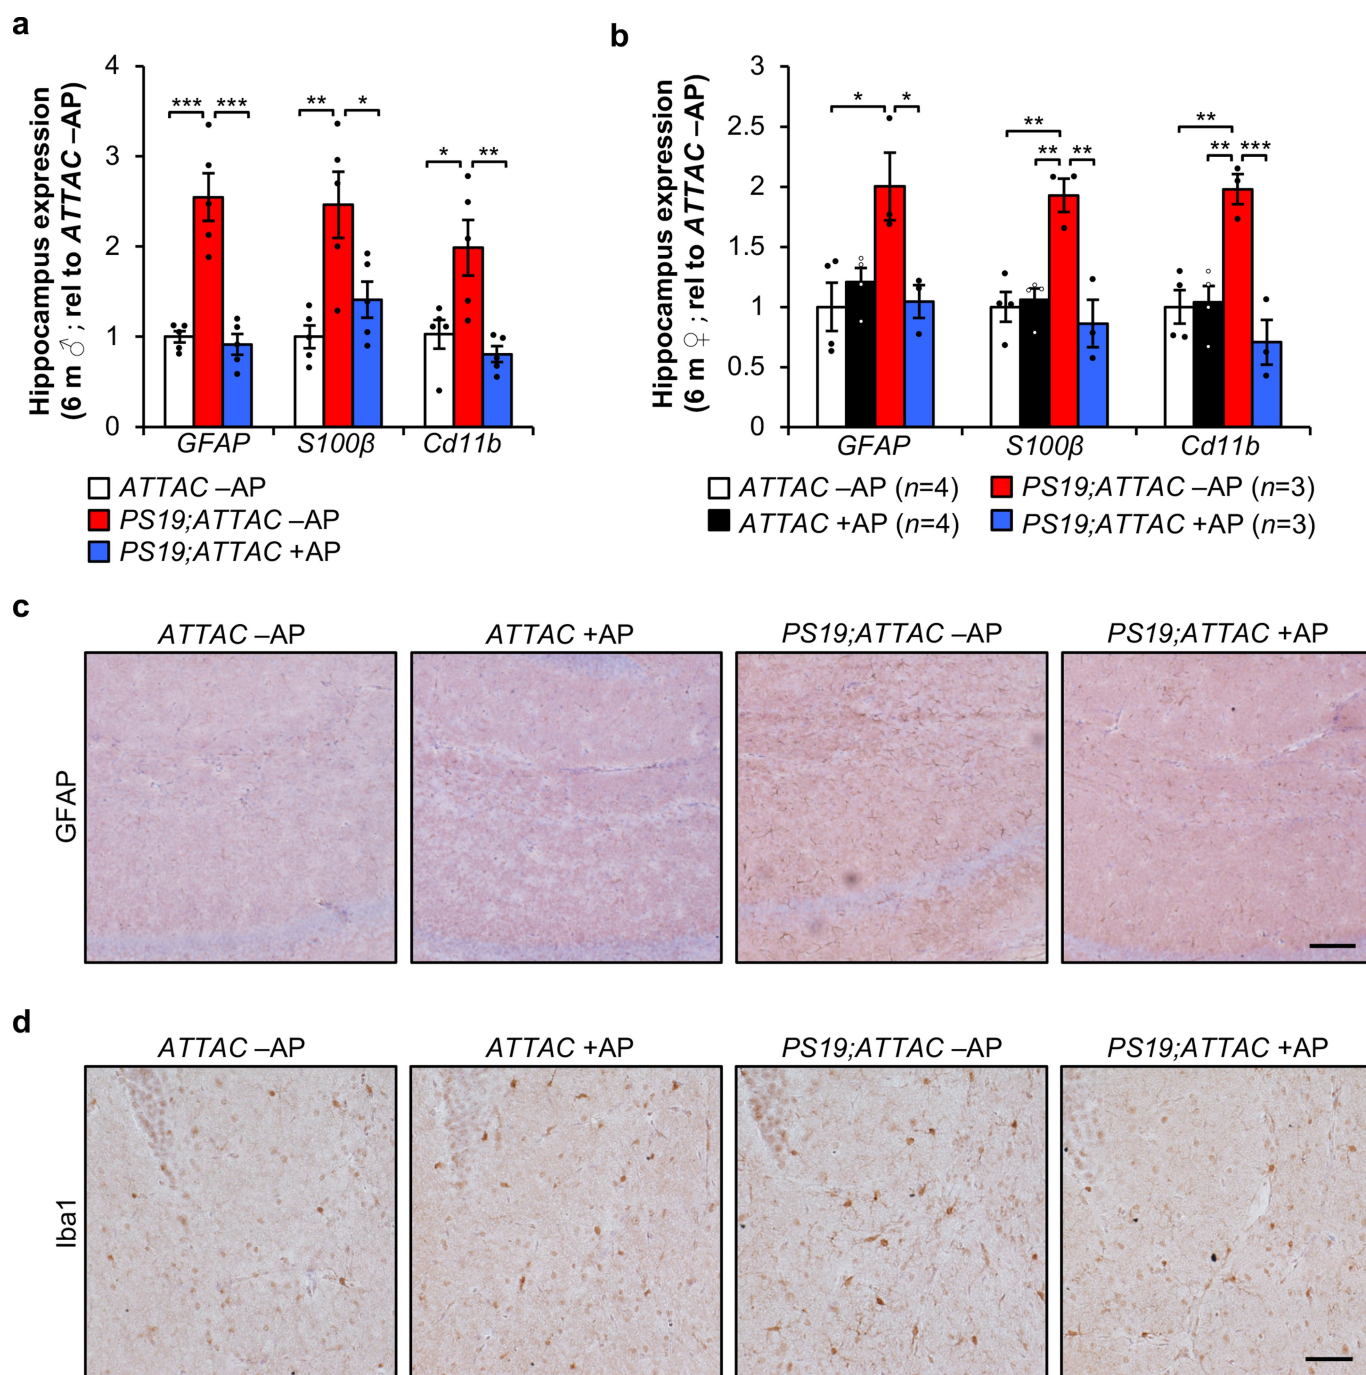 a
Hippocampus expression
(6 m ♂; rel to ATTAC –AP)
4
3
2
1
0
*** ***
** *
* **
GFAP S100β Cd11b
ATTAC –AP
PS19;ATTAC –AP
PS19;ATTAC +AP
b
Hippocampus expression
(6 m ♀; rel to ATTAC –AP)
3
2.5
2
1.5
1
0.5
0
* *
**
** **
**
** ***
GFAP S100β Cd11b
ATTAC –AP (n=4)
PS19;ATTAC –AP (n=3)
ATTAC +AP (n=4)
PS19;ATTAC +AP (n=3)
c
ATTAC –AP ATTAC +AP PS19;ATTAC –AP PS19;ATTAC +AP
GFAP
d
ATTAC –AP ATTAC +AP PS19;ATTAC –AP PS19;ATTAC +AP
Iba1